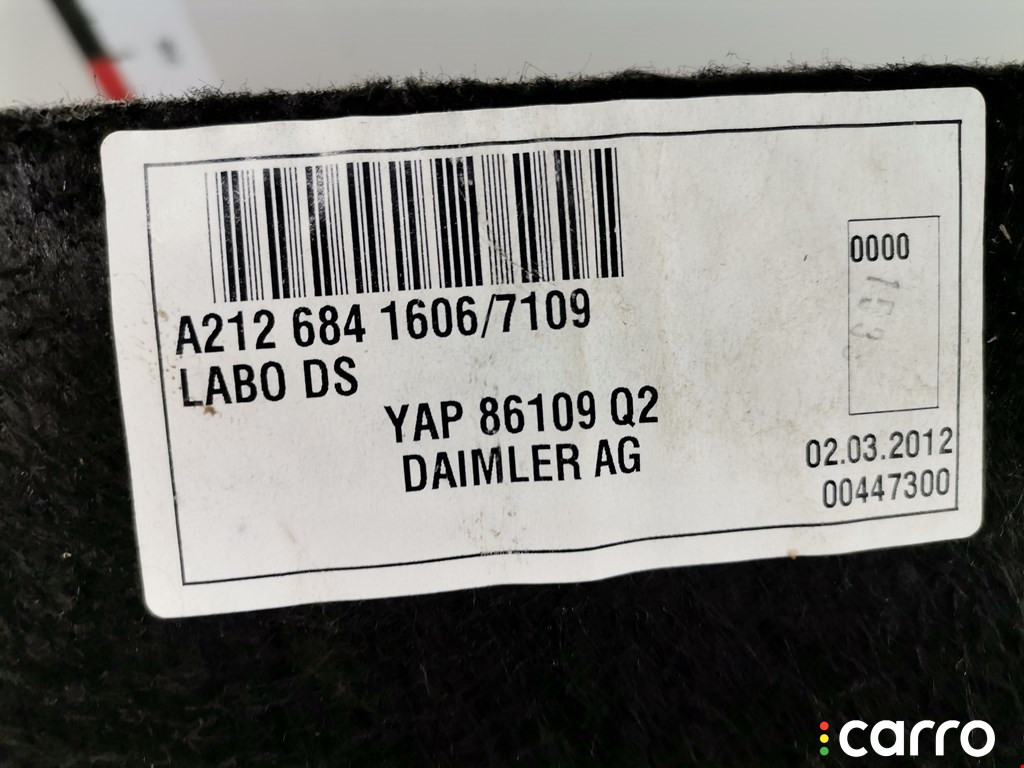 A212 684 1606/7109
LABO DS
YAP 86109 Q2
DAIMLER AG
0000
02.03.2012
00447300
carro